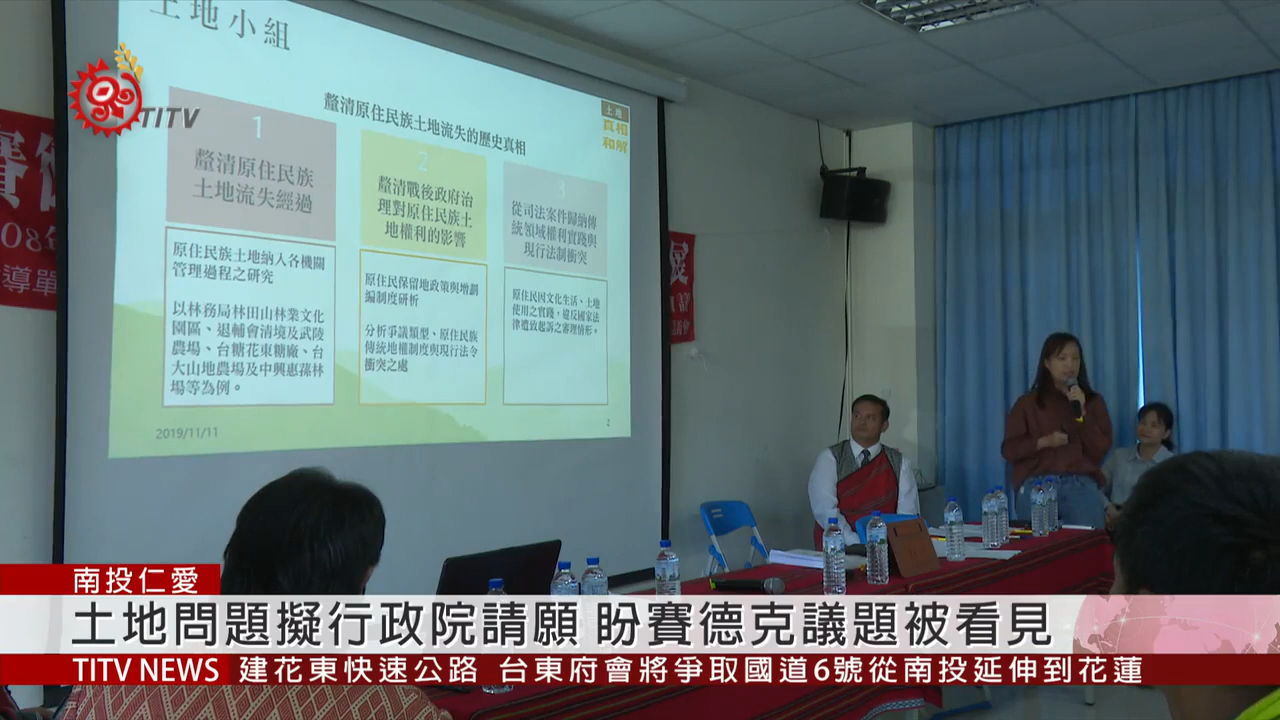 南投仁愛
TITV
土地小組
釐清原住民族土地流失的歷史真相
土地
真相
和解
1
釐清原住民族
土地流失經過
原住民族土地納入各機關
管理過程之研究
以林務局林田山林業文化
園區、退輔會清境及武陵
農場、台糖花東糖廠、台
大山地農場及中興惠蓀林
場等為例。
2
釐清戰後政府治
理對原住民族土
地權利的影響
原住民保留地政策與增劃
編制度研析
分析爭議類型、原住民族
傳統地權制度與現行法令
衝突之處
3
從司法案件歸納傳
統領域權利實踐與
現行法制衝突
原住民因文化生活、土地
使用之實踐,違反國家法
律遭致起訴之審理情形。
2019/11/11
2
賽德
08年
導單
展
南投仁愛
土地問題擬行政院請願 盼賽德克議題被看見
TITV NEWS 建花東快速公路 台東府會將爭取國道6號從南投延伸到花蓮